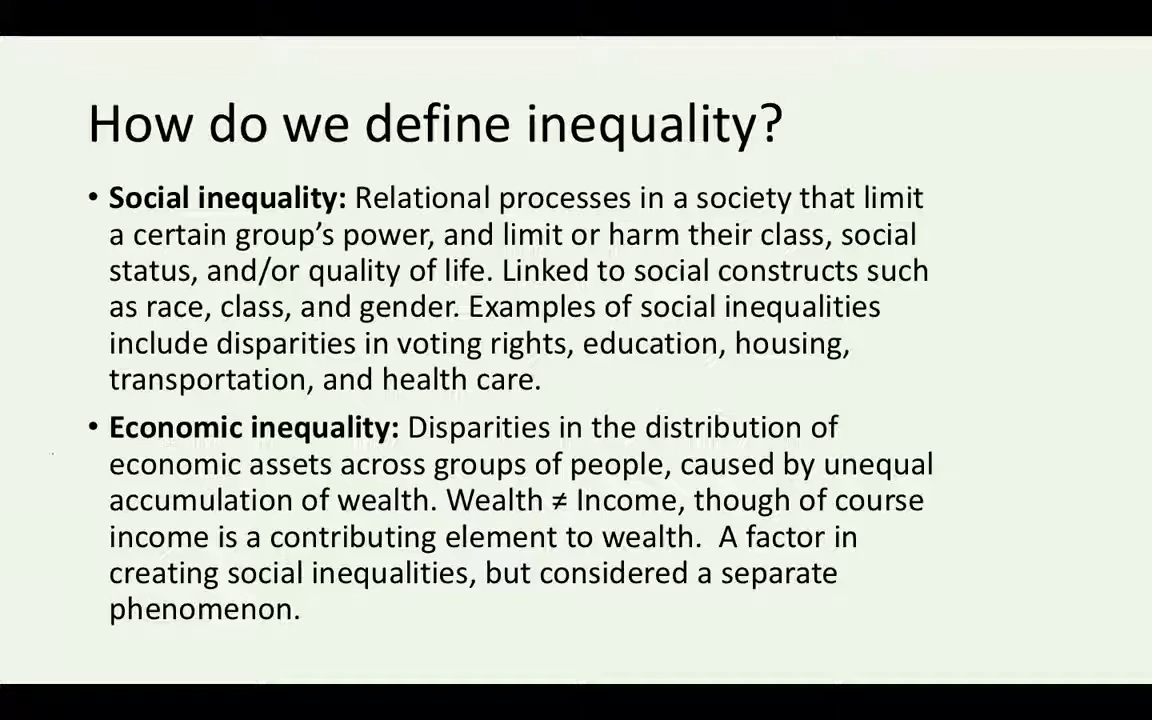 How do we define inequality?
• Social inequality: Relational processes in a society that limit
a certain group’s power, and limit or harm their class, social
status, and/or quality of life. Linked to social constructs such
as race, class, and gender. Examples of social inequalities
include disparities in voting rights, education, housing,
transportation, and health care.
• Economic inequality: Disparities in the distribution of
economic assets across groups of people, caused by unequal
accumulation of wealth. Wealth ≠ Income, though of course
income is a contributing element to wealth.  A factor in
creating social inequalities, but considered a separate
phenomenon.